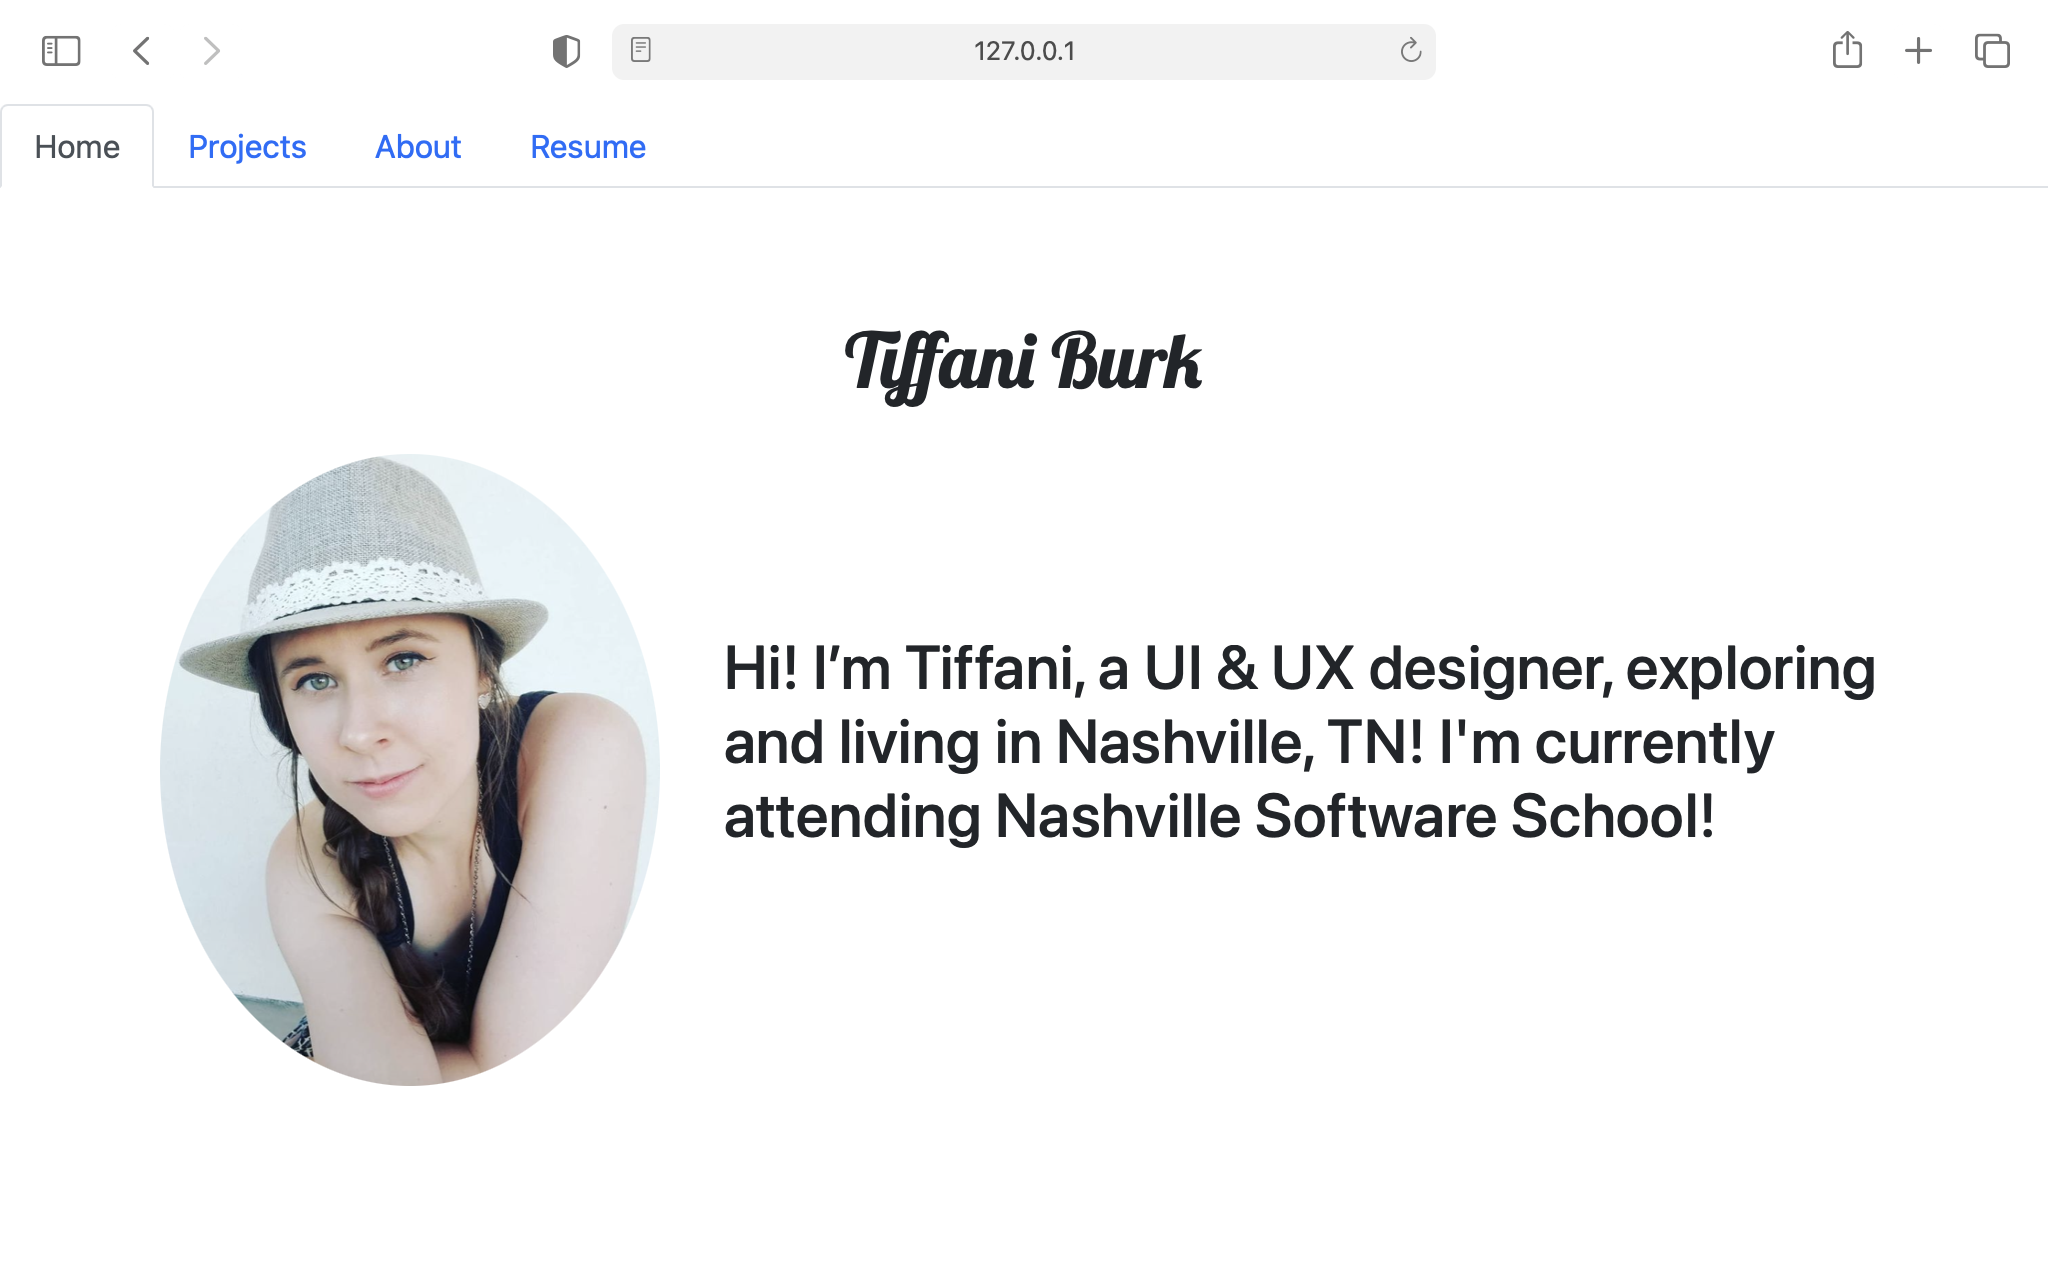 127.0.0.1
Home
Projects
About
Resume
Tiffani Burk
Hi! I’m Tiffani, a UI & UX designer, exploring
and living in Nashville, TN! I'm currently
attending Nashville Software School!